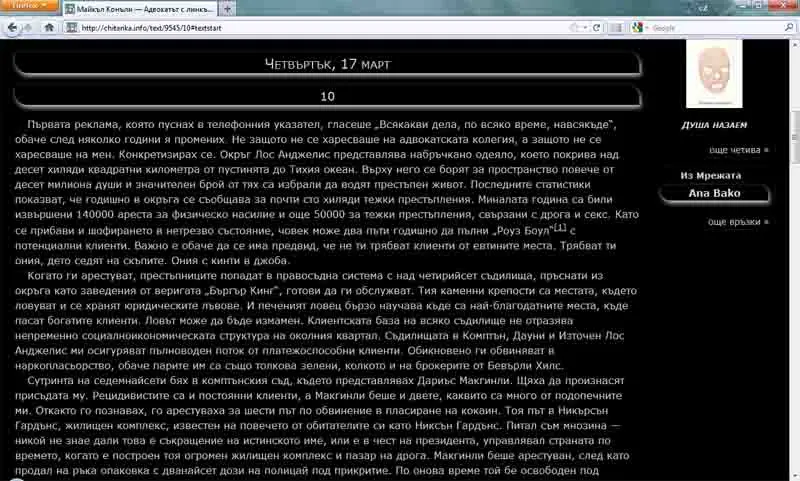 Firefox
Майкъл Конъли — Адвокатът с линкъ...
cZ
http://chitanka.info/text/9545/10#textstart
Google
Четвъртък, 17 март
10
Първата реклама, която пуснах в телефонния указател, гласеше „Всякакви дела, по всяко време, навсякъде“,
обаче след няколко години я промених. Не защото не се харесваше на адвокатската колегия, а защото не се
харесваше на мен. Конкретизирах се. Окръг Лос Анджелис представлява набръчкано одеяло, което покрива над
десет хиляди квадратни километра от пустинята до Тихия океан. Върху него се борят за пространство повече от
десет милиона души и значителен брой от тях са избрали да водят престъпен живот. Последните статистики
показват, че годишно в окръга се съобщава за почти сто хиляди тежки престъпления. Миналата година са били
извършени 140000 ареста за физическо насилие и още 50000 за тежки престъпления, свързани с дрога и секс. Като
се прибави и шофирането в нетрезво състояние, човек може два пъти годишно да пълни „Роуз Боул“[1] с
потенциални клиенти. Важно е обаче да се има предвид, че не ти трябват клиенти от евтините места. Трябват ти
ония, дето седят на скъпите. Ония с кинти в джоба.
Когато ги арестуват, престъпниците попадат в правосъдна система с над четирийсет съдилища, пръснати из
окръга като заведения от веригата „Бъргър Кинг“, готови да ги обслужват. Тия каменни крепости са местата, където
ловуват и се хранят юридическите лъвове. И печеният ловец бързо научава къде са най-благодатните места, къде
пасат богатите клиенти. Ловът може да бъде измамен. Клиентската база на всяко съдилище не отразява
непременно социалноикономическата структура на околния квартал. Съдилищата в Комптън, Дауни и Източен Лос
Анджелис ми осигуряват пълноводен поток от платежоспособни клиенти. Обикновено ги обвиняват в
наркопласьорство, обаче парите им са също толкова зелени, колкото и на брокерите от Бевърли Хилс.
Сутринта на седемнайсети бях в комптънския съд, където представлявах Дариъс Макгинли. Щяха да произнасят
присъдата му. Рецидивистите са и постоянни клиенти, а Макгинли беше и двете, каквито са много от подопечните
ми. Откакто го познавах, го арестуваха за шести път по обвинение в пласиране на кокаин. Тоя път в Никърсън
Гардънс, жилищен комплекс, известен на повечето от обитателите си като Никсън Гардънс. Питал съм мнозина —
никой не знае дали това е съкращение на истинското име, или е в чест на президента, управлявал страната по
времето, когато е построен тоя огромен жилищен комплекс и пазар на дрога. Макгинли беше арестуван, след като
продал на ръка опаковка с дванайсет дози на полицай под прикритие. По онова време той бе освободен под
Душа назаем
още четива »
Из Мрежата
Ana Bako
още връзки »